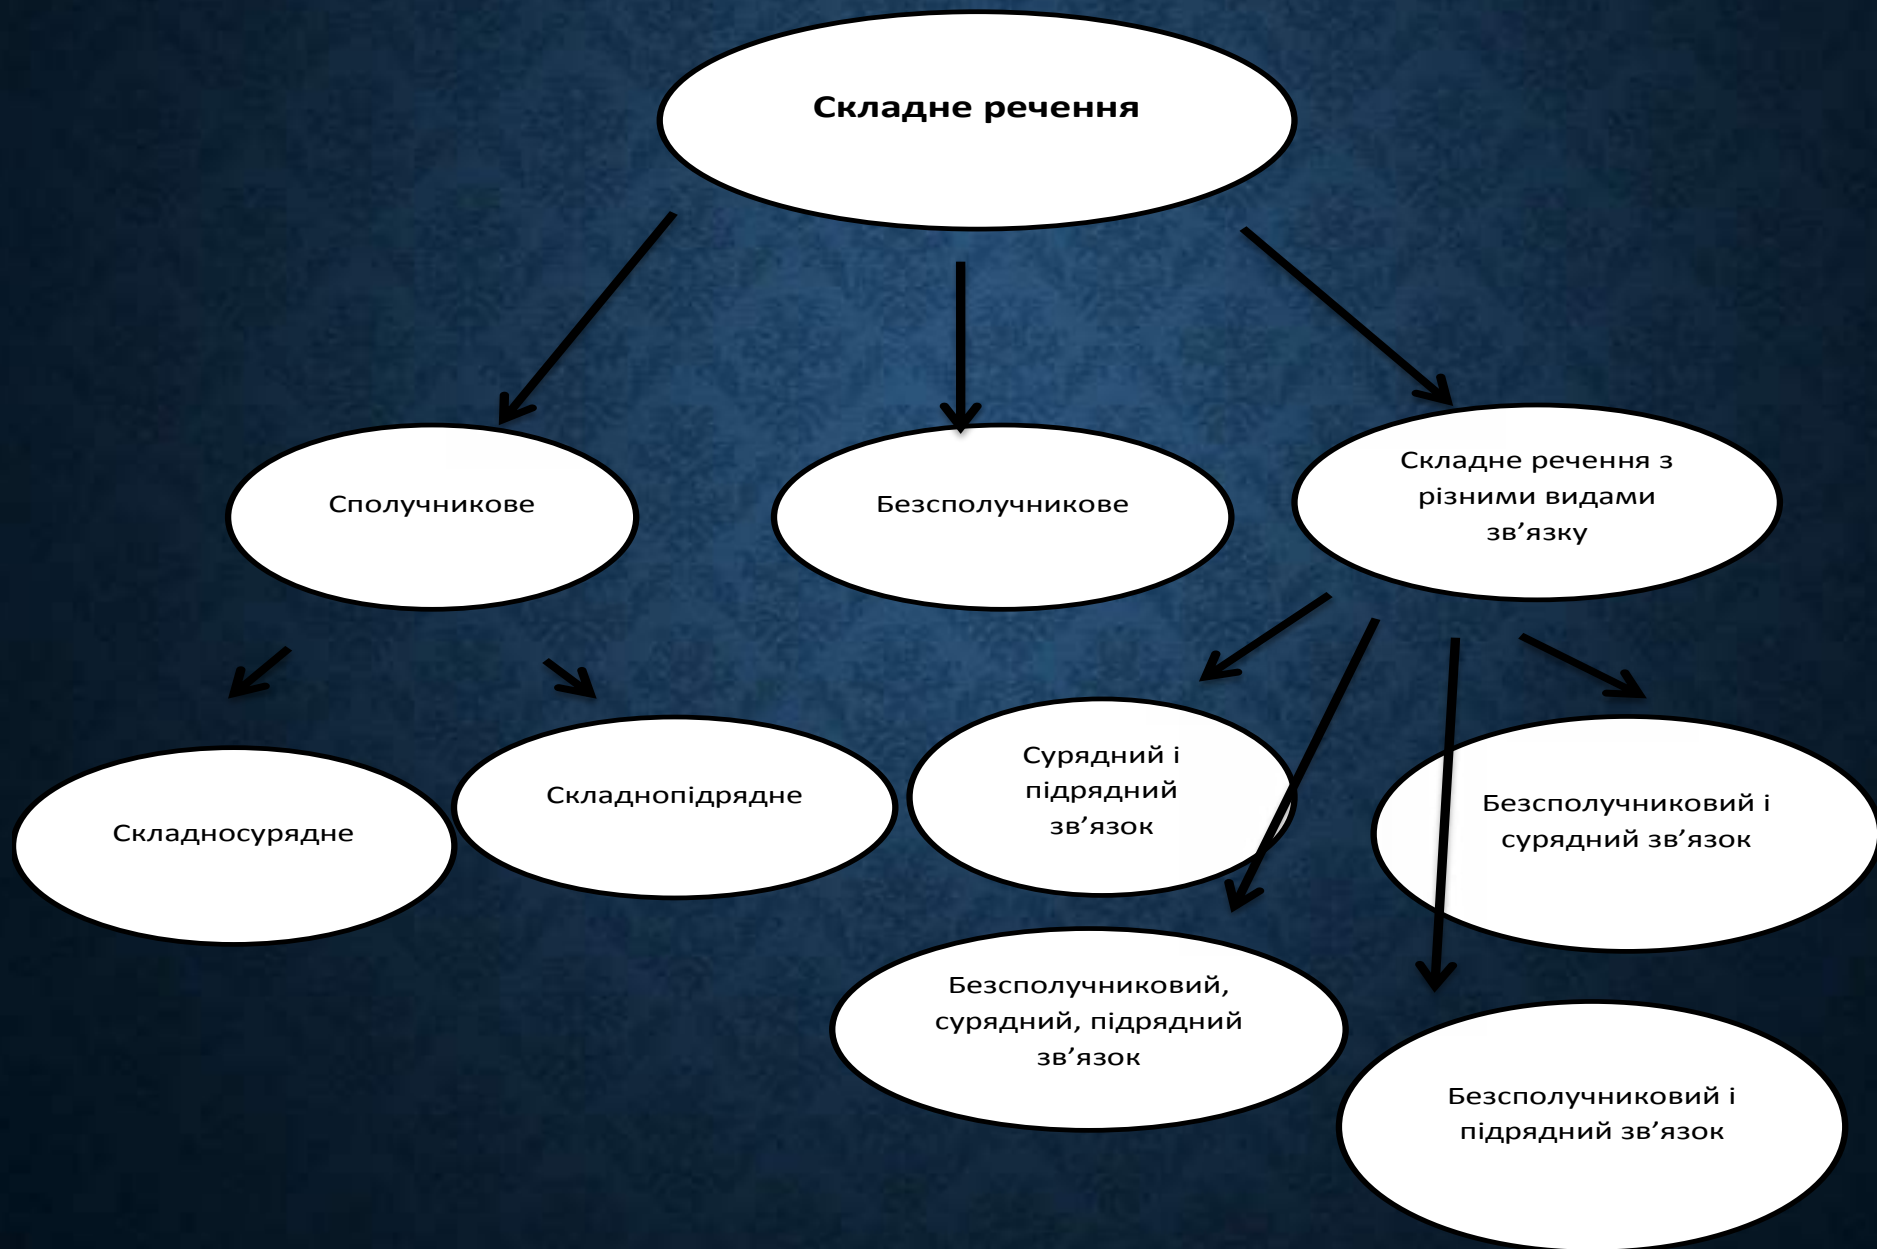 Складне речення
Сполучникове
Безсполучникове
Складне речення з
різними видами
зв’язку
Складносурядне
Складнопідрядне
Сурядний і
підрядний
зв’язок
Безсполучниковий і
сурядний зв’язок
Безсполучниковий,
сурядний, підрядний
зв’язок
Безсполучниковий і
підрядний зв’язок